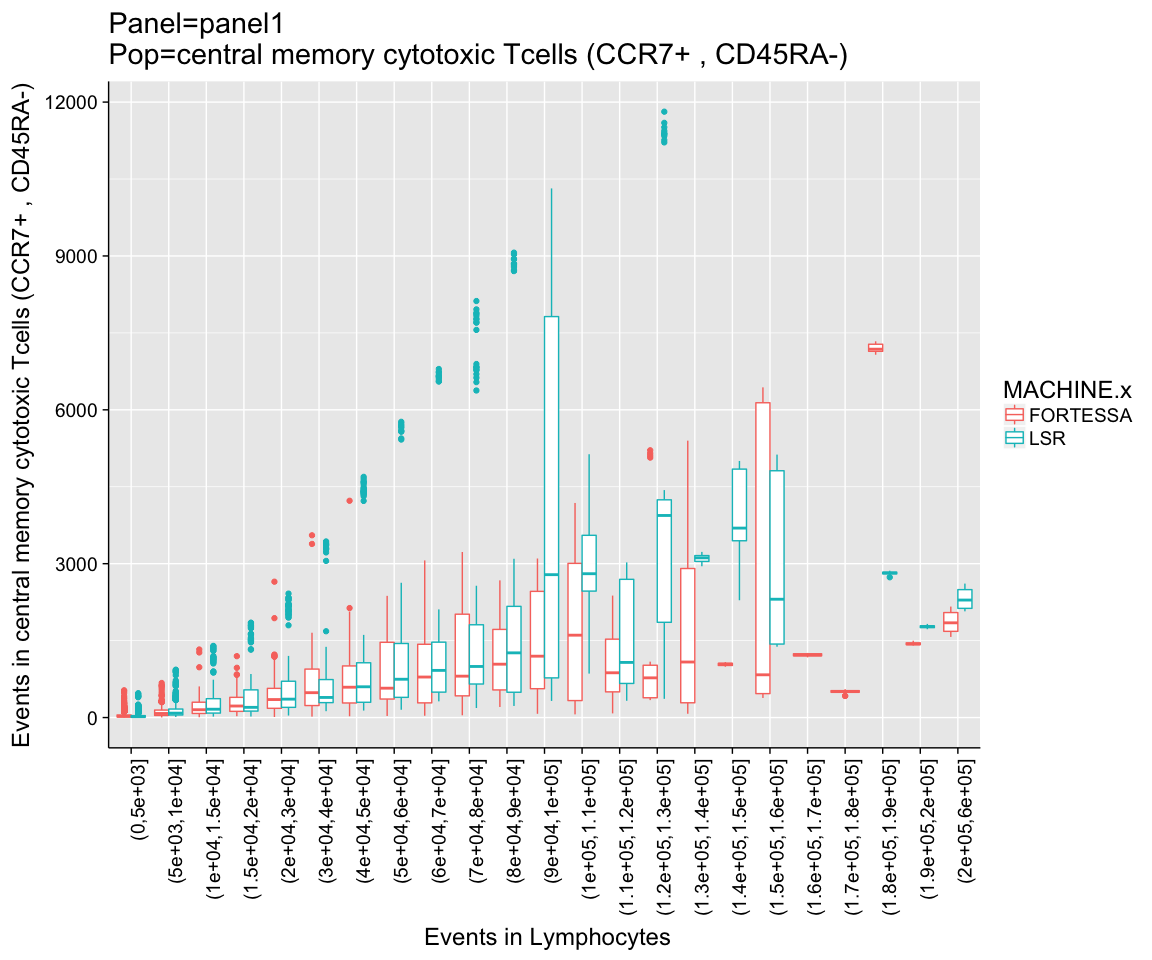 Panel=panel1
Pop=central memory cytotoxic Tcells (CCR7+ , CD45RA-)
Events in central memory cytotoxic Tcells (CCR7+ , CD45RA-)
12000
9000
6000
3000
0
(0,5e+03]
(5e+03,1e+04]
(1e+04,1.5e+04]
(1.5e+04,2e+04]
(2e+04,3e+04]
(3e+04,4e+04]
(4e+04,5e+04]
(5e+04,6e+04]
(6e+04,7e+04]
(7e+04,8e+04]
(8e+04,9e+04]
(9e+04,1e+05]
(1e+05,1.1e+05]
(1.1e+05,1.2e+05]
(1.2e+05,1.3e+05]
(1.3e+05,1.4e+05]
(1.4e+05,1.5e+05]
(1.5e+05,1.6e+05]
(1.6e+05,1.7e+05]
(1.7e+05,1.8e+05]
(1.8e+05,1.9e+05]
(1.9e+05,2e+05]
(2e+05,6e+05]
Events in Lymphocytes
MACHINE.x
FORTESSA
LSR